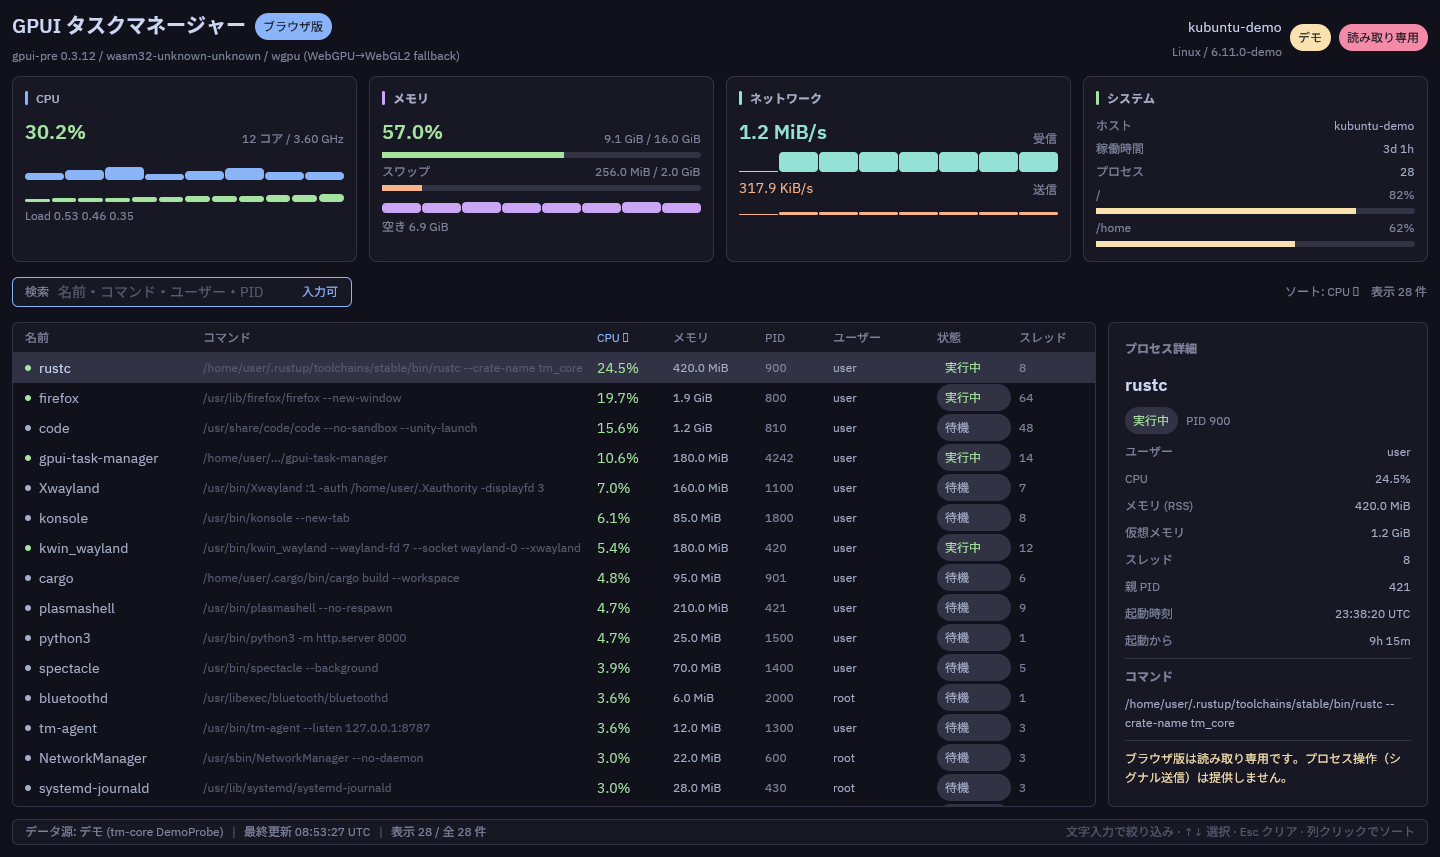 GPUI タスクマネージャー ブラウザ版
gpui-pre 0.3.12 / wasm32-unknown-unknown / wgpu (WebGPU→WebGL2 fallback)
kubuntu-demo
Linux / 6.11.0-demo
デモ 読み取り専用
CPU
30.2% 12 コア / 3.60 GHz
Load 0.53 0.46 0.35
メモリ
57.0% 9.1 GiB / 16.0 GiB
スワップ 256.0 MiB / 2.0 GiB
空き 6.9 GiB
ネットワーク
1.2 MiB/s 受信
317.9 KiB/s 送信
システム
ホスト kubuntu-demo
稼働時間 3d 1h
プロセス 28
/ 82%
/home 62%
検索 名前・コマンド・ユーザー・PID 入力可
ソート: CPU 表示 28 件
名前 コマンド CPU メモリ PID ユーザー 状態 スレッド
rustc /home/user/.rustup/toolchains/stable/bin/rustc --crate-name tm_core 24.5% 420.0 MiB 900 user 実行中 8
firefox /usr/lib/firefox/firefox --new-window 19.7% 1.9 GiB 800 user 実行中 64
code /usr/share/code/code --no-sandbox --unity-launch 15.6% 1.2 GiB 810 user 待機 48
gpui-task-manager /home/user/.../gpui-task-manager 10.6% 180.0 MiB 4242 user 実行中 14
Xwayland /usr/bin/Xwayland :1 -auth /home/user/.Xauthority -displayfd 3 7.0% 160.0 MiB 1100 user 待機 7
konsole /usr/bin/konsole --new-tab 6.1% 85.0 MiB 1800 user 待機 8
kwin_wayland /usr/bin/kwin_wayland --wayland-fd 7 --socket wayland-0 --xwayland 5.4% 180.0 MiB 420 user 実行中 12
cargo /home/user/.cargo/bin/cargo build --workspace 4.8% 95.0 MiB 901 user 待機 6
plasmashell /usr/bin/plasmashell --no-respawn 4.7% 210.0 MiB 421 user 待機 9
python3 /usr/bin/python3 -m http.server 8000 4.7% 25.0 MiB 1500 user 待機 1
spectacle /usr/bin/spectacle --background 3.9% 70.0 MiB 1400 user 待機 5
bluetoothd /usr/libexec/bluetooth/bluetoothd 3.6% 6.0 MiB 2000 root 待機 1
tm-agent /usr/bin/tm-agent --listen 127.0.0.1:8787 3.6% 12.0 MiB 1300 user 待機 3
NetworkManager /usr/sbin/NetworkManager --no-daemon 3.0% 22.0 MiB 600 root 待機 3
systemd-journald /usr/lib/systemd/systemd-journald 3.0% 28.0 MiB 430 root 待機 3
プロセス詳細
rustc
実行中 PID 900
ユーザー user
CPU 24.5%
メモリ (RSS) 420.0 MiB
仮想メモリ 1.2 GiB
スレッド 8
親 PID 421
起動時刻 23:38:20 UTC
起動から 9h 15m
コマンド
/home/user/.rustup/toolchains/stable/bin/rustc --
crate-name tm_core
ブラウザ版は読み取り専用です。プロセス操作（シ
グナル送信）は提供しません。
データ源: デモ (tm-core DemoProbe) | 最終更新 08:53:27 UTC | 表示 28 / 全 28 件
文字入力で絞り込み · ↑↓ 選択 · Esc クリア · 列クリックでソート